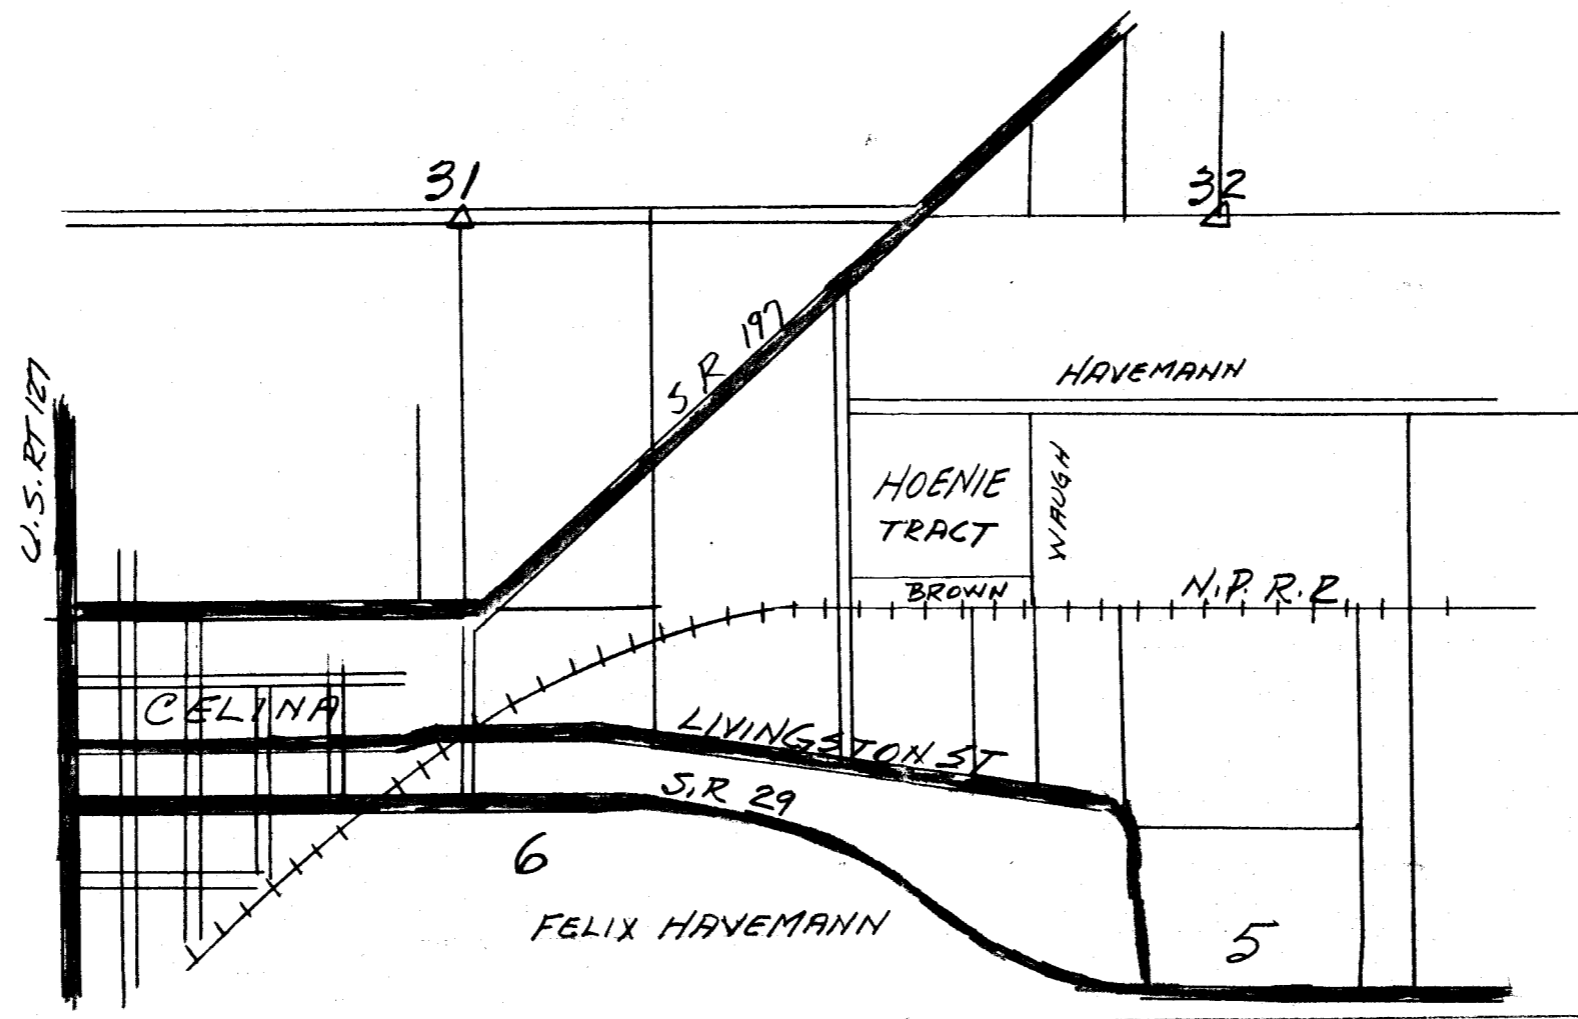 31
32
S R 197
U.S. RT 127
HAVEMANN
HOENIE
TRACT
WAUGH
BROWN
N.P. R.R
CELINA
LIVINGSTON ST
S.R 29
6
FELIX HAVEMANN
5